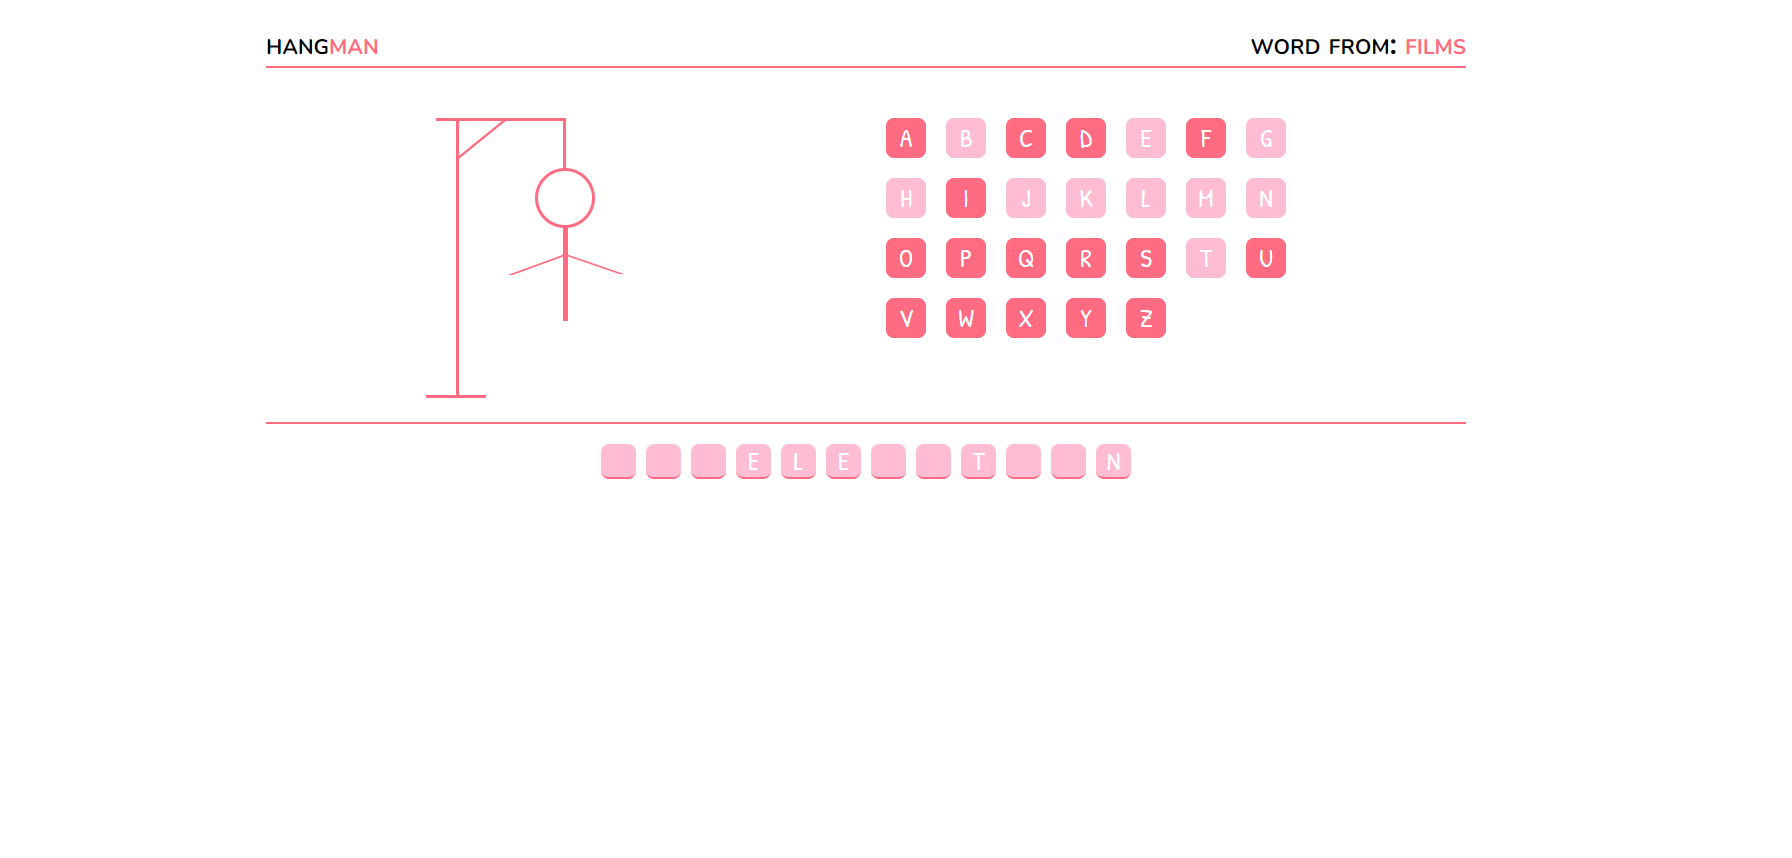 HANGMAN
WORD FROM: FILMS
A B C D E F G
H I J K L M N
O P Q R S T U
V W X Y Z
E L E T N